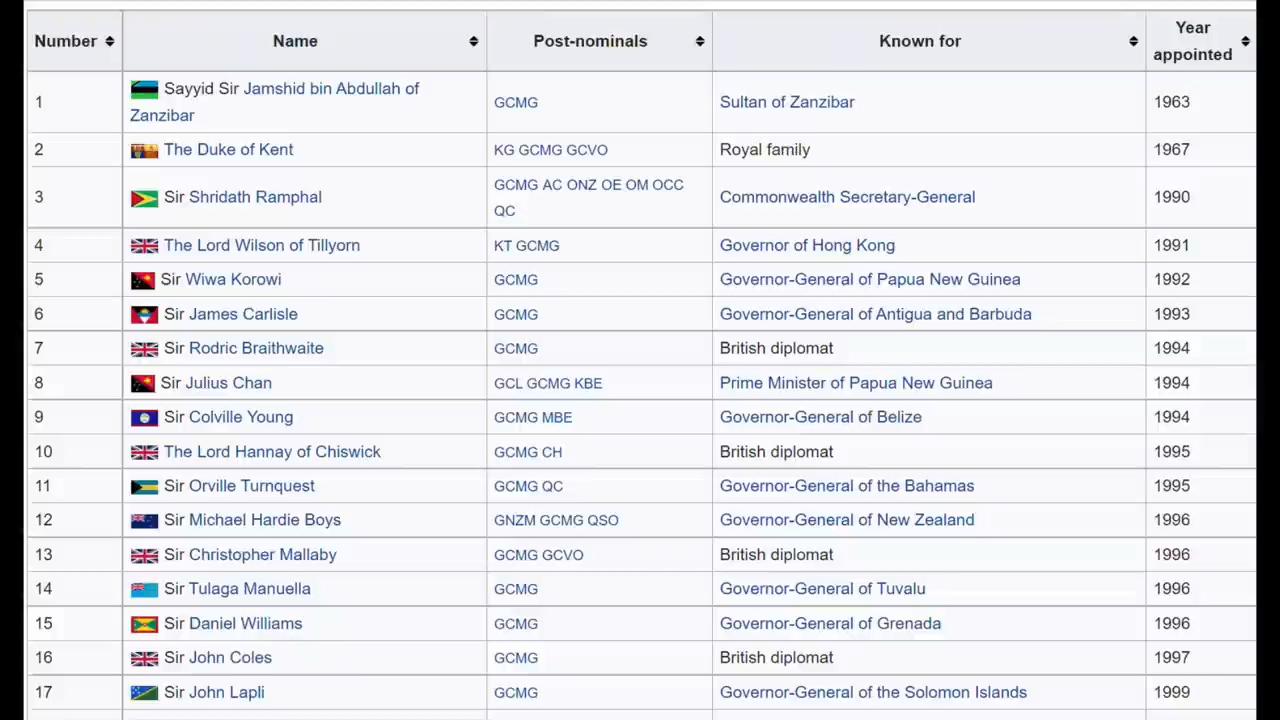 Number Name Post-nominals Known for Year appointed
1 Sayyid Sir Jamshid bin Abdullah of Zanzibar GCMG Sultan of Zanzibar 1963
2 The Duke of Kent KG GCMG GCVO Royal family 1967
3 Sir Shridath Ramphal GCMG AC ONZ OE OM OCC QC Commonwealth Secretary-General 1990
4 The Lord Wilson of Tillyorn KT GCMG Governor of Hong Kong 1991
5 Sir Wiwa Korowi GCMG Governor-General of Papua New Guinea 1992
6 Sir James Carlisle GCMG Governor-General of Antigua and Barbuda 1993
7 Sir Rodric Braithwaite GCMG British diplomat 1994
8 Sir Julius Chan GCL GCMG KBE Prime Minister of Papua New Guinea 1994
9 Sir Colville Young GCMG MBE Governor-General of Belize 1994
10 The Lord Hannay of Chiswick GCMG CH British diplomat 1995
11 Sir Orville Turnquest GCMG QC Governor-General of the Bahamas 1995
12 Sir Michael Hardie Boys GNZM GCMG QSO Governor-General of New Zealand 1996
13 Sir Christopher Mallaby GCMG GCVO British diplomat 1996
14 Sir Tulaga Manuella GCMG Governor-General of Tuvalu 1996
15 Sir Daniel Williams GCMG Governor-General of Grenada 1996
16 Sir John Coles GCMG British diplomat 1997
17 Sir John Lapli GCMG Governor-General of the Solomon Islands 1999